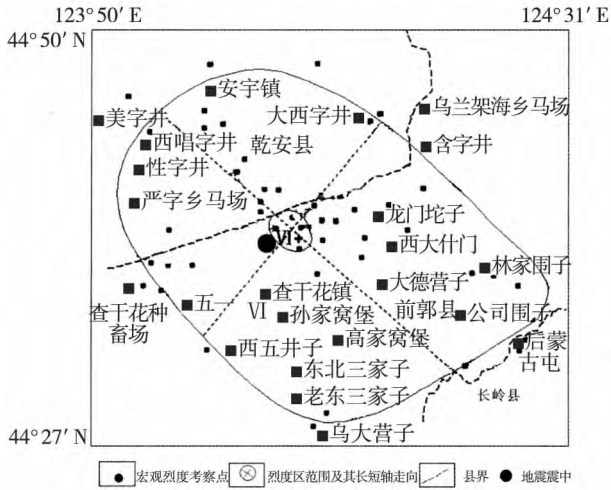 123°50′E 124°31′E
44°50′N
安宇镇
美字井
大西字井
乌兰架海乡马场
西唱字井
乾安县
含字井
性字井
严字乡马场
龙门坨子
Ⅵ+
西大什门
林家围子
大德营子
查干花镇
查干花种
畜场
五一
Ⅵ
孙家窝堡
前郭县
公司围子
高家窝堡
后蒙
古屯
西五井子
东北三家子
长岭县
老东三家子
44°27′N
乌大营子
宏观烈度考察点 烈度区范围及其长短轴走向 县界 地震震中